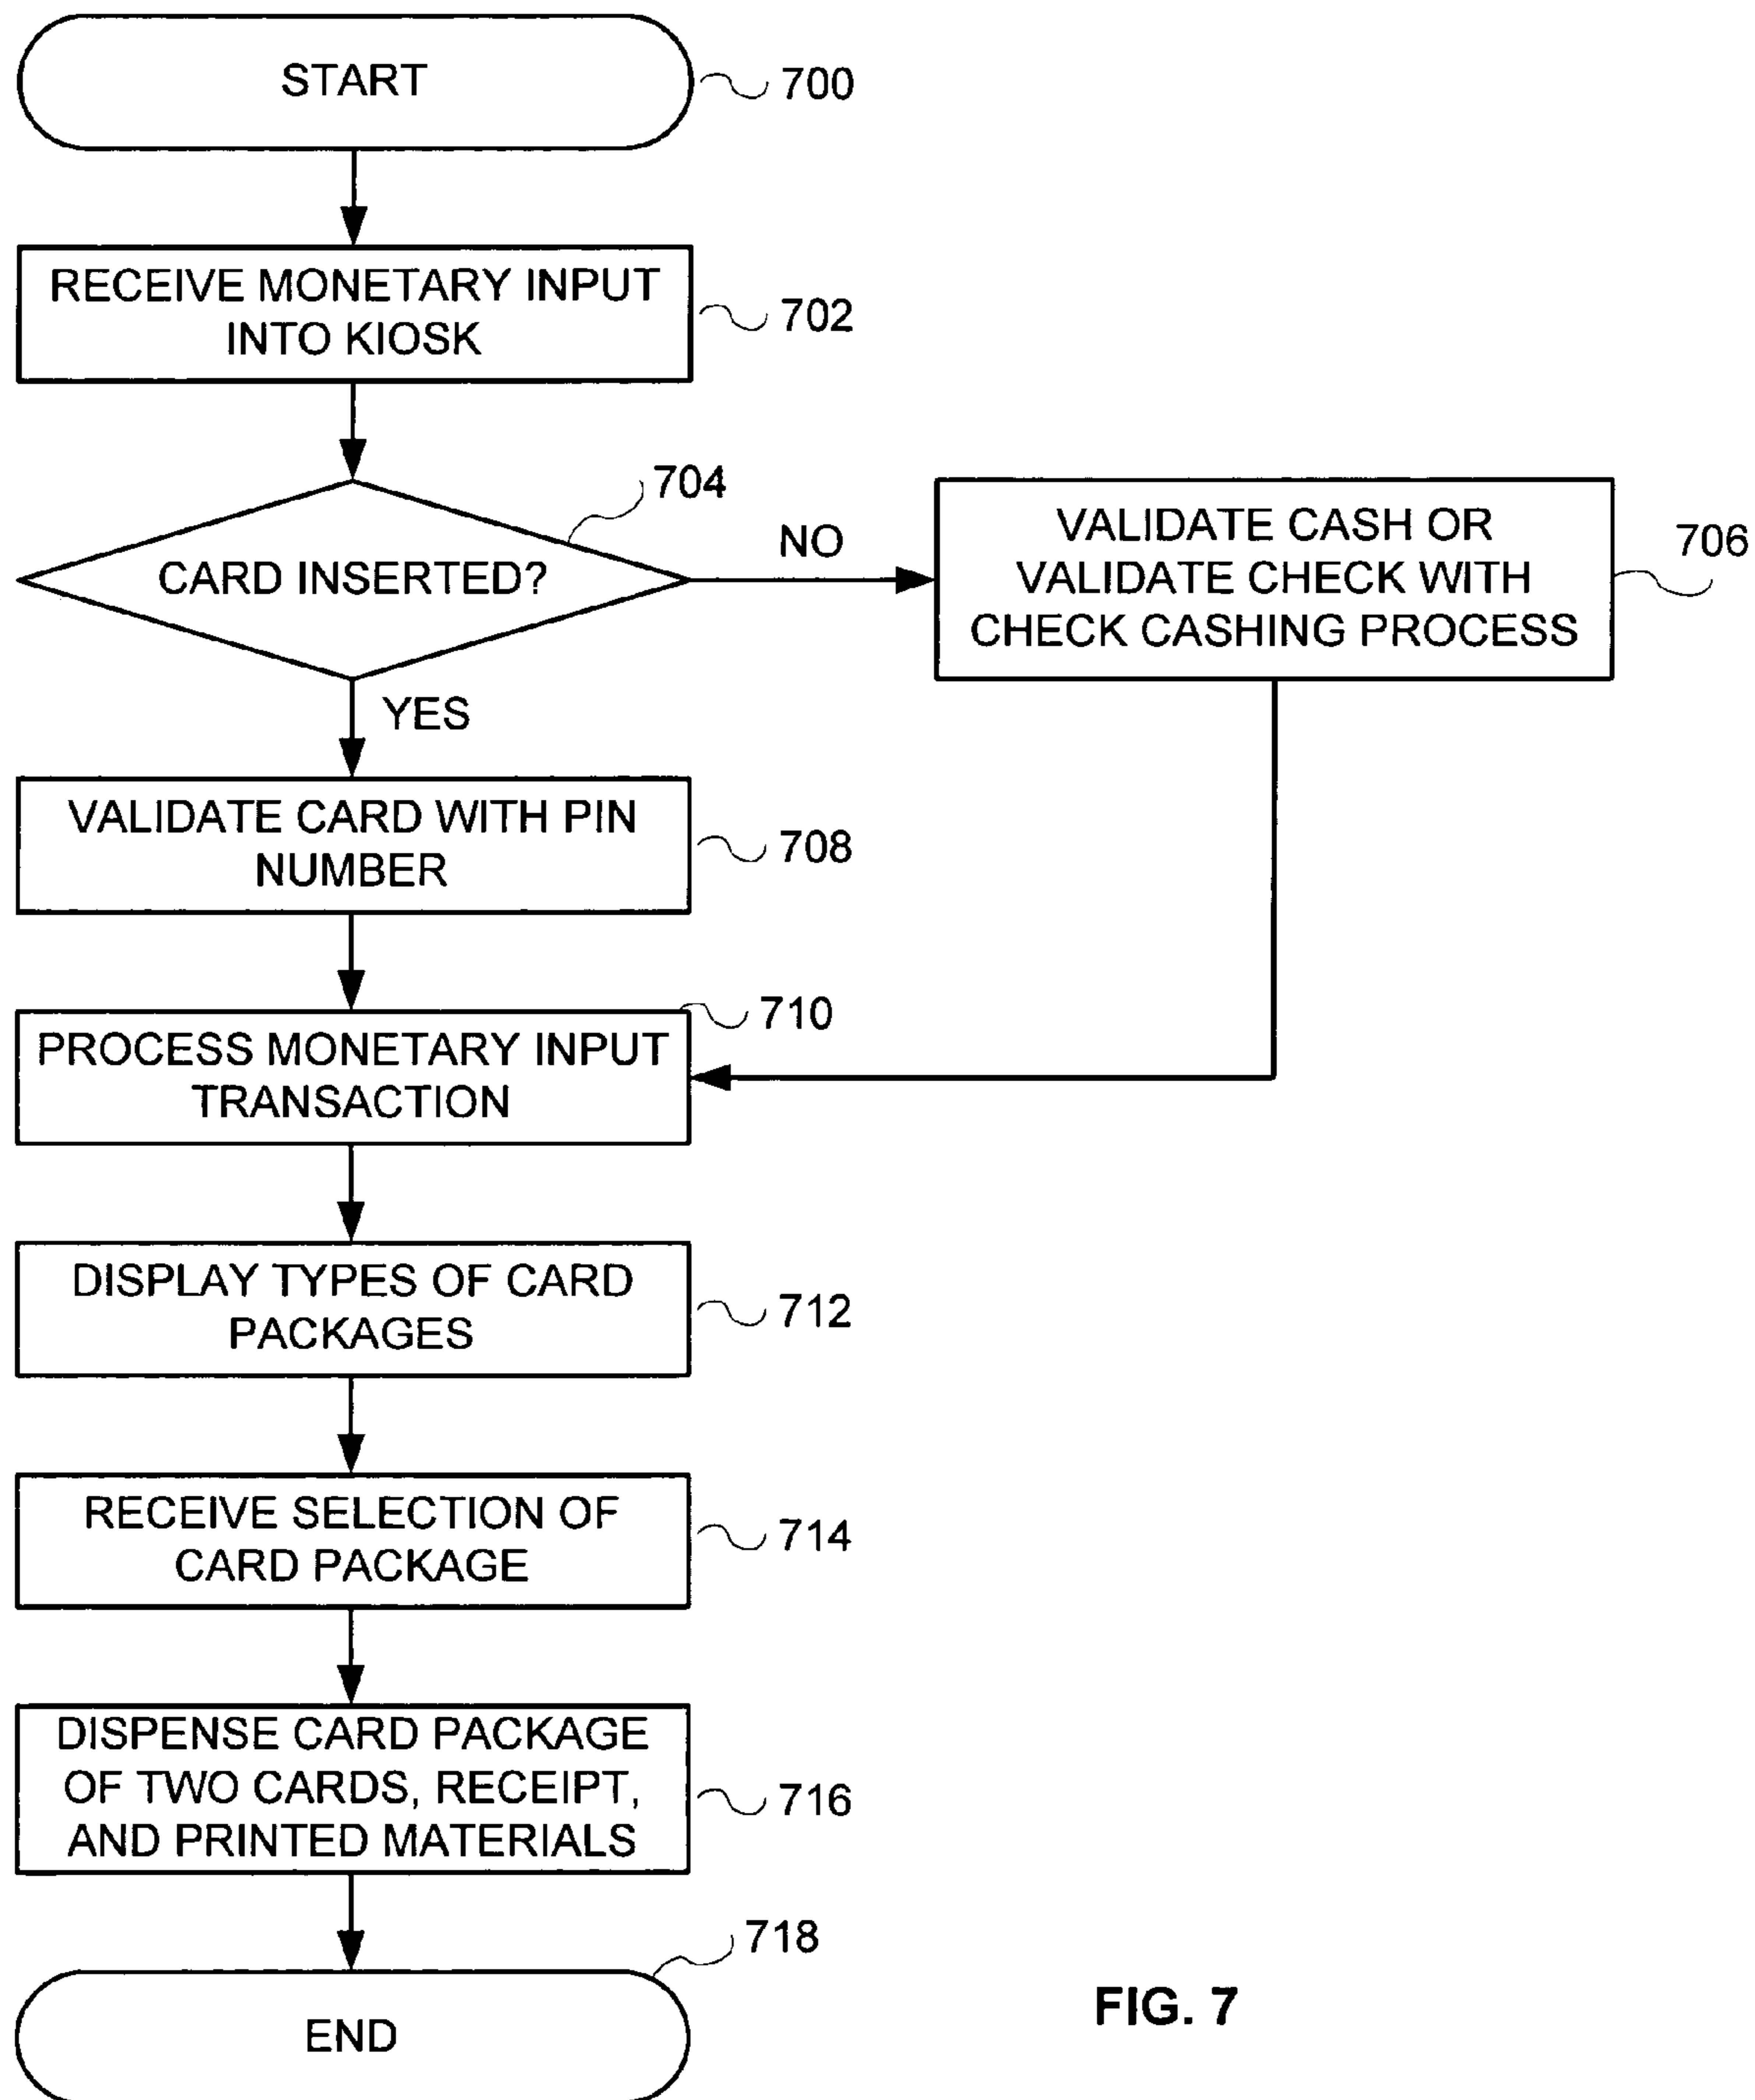 START
700
RECEIVE MONETARY INPUT
INTO KIOSK
702
704
CARD INSERTED?
NO
VALIDATE CASH OR
VALIDATE CHECK WITH
CHECK CASHING PROCESS
706
YES
VALIDATE CARD WITH PIN
NUMBER
708
710
PROCESS MONETARY INPUT
TRANSACTION
DISPLAY TYPES OF CARD
PACKAGES
712
RECEIVE SELECTION OF
CARD PACKAGE
714
DISPENSE CARD PACKAGE
OF TWO CARDS, RECEIPT,
AND PRINTED MATERIALS
716
718
END
FIG. 7